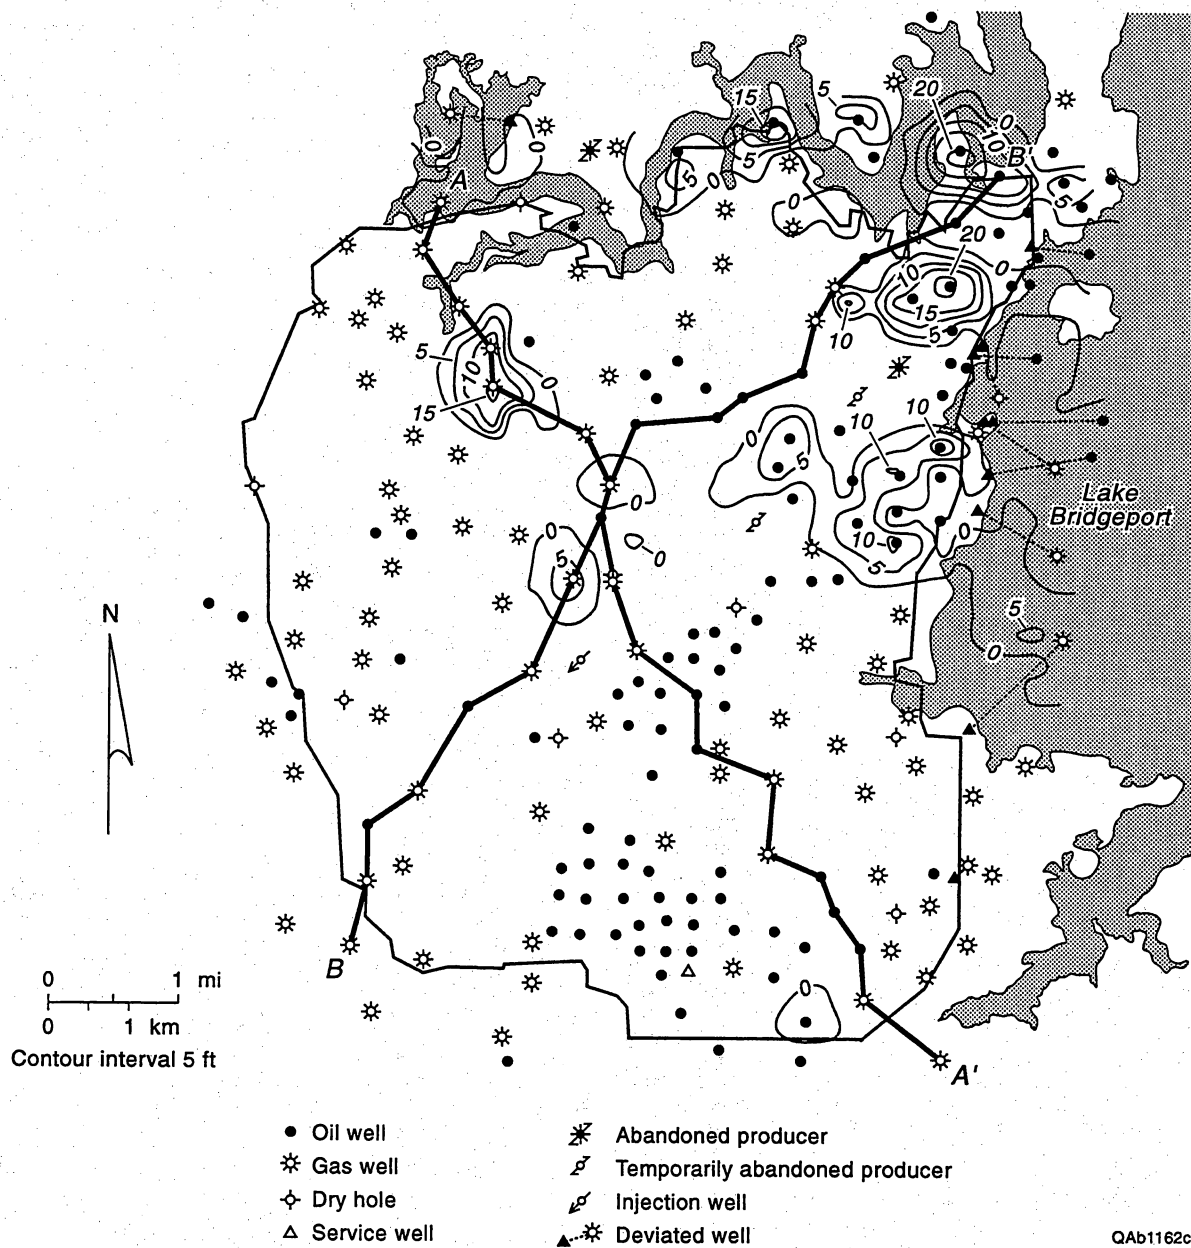 20
15
5
0
10
B'
0
0
5
5
0
0
A
5
20
0
10
15
5
10
5
10
0
15
10
10
0
5
Lake
Bridgeport
0
0
5
0
10
0
5
N
5
0
0
B
0
1 mi
0
1 km
Contour interval 5 ft
A'
Oil well
Gas well
Dry hole
Service well
Abandoned producer
Temporarily abandoned producer
Injection well
Deviated well
QAb1162c